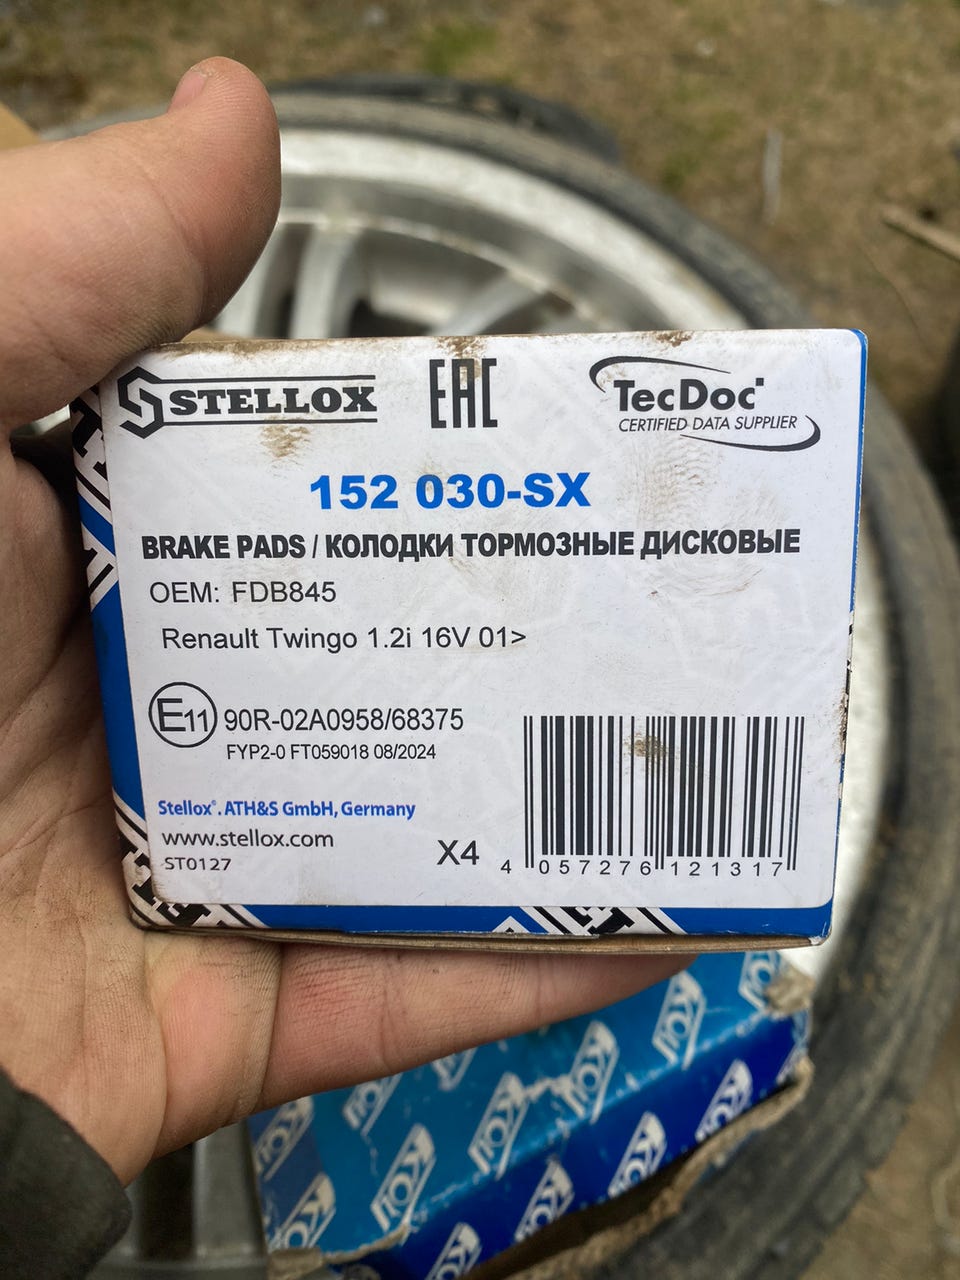 STELLOX
EAC
TecDoc
CERTIFIED DATA SUPPLIER
152 030-SX
BRAKE PADS / КОЛОДКИ ТОРМОЗНЫЕ ДИСКОВЫЕ
OEM: FDB845
Renault Twingo 1.2i 16V 01>
E11 90R-02A0958/68375
FYP2-0 FT059018 08/2024
Stellox®. ATH&S GmbH, Germany
www.stellox.com
ST0127
X4
4 057276 121317